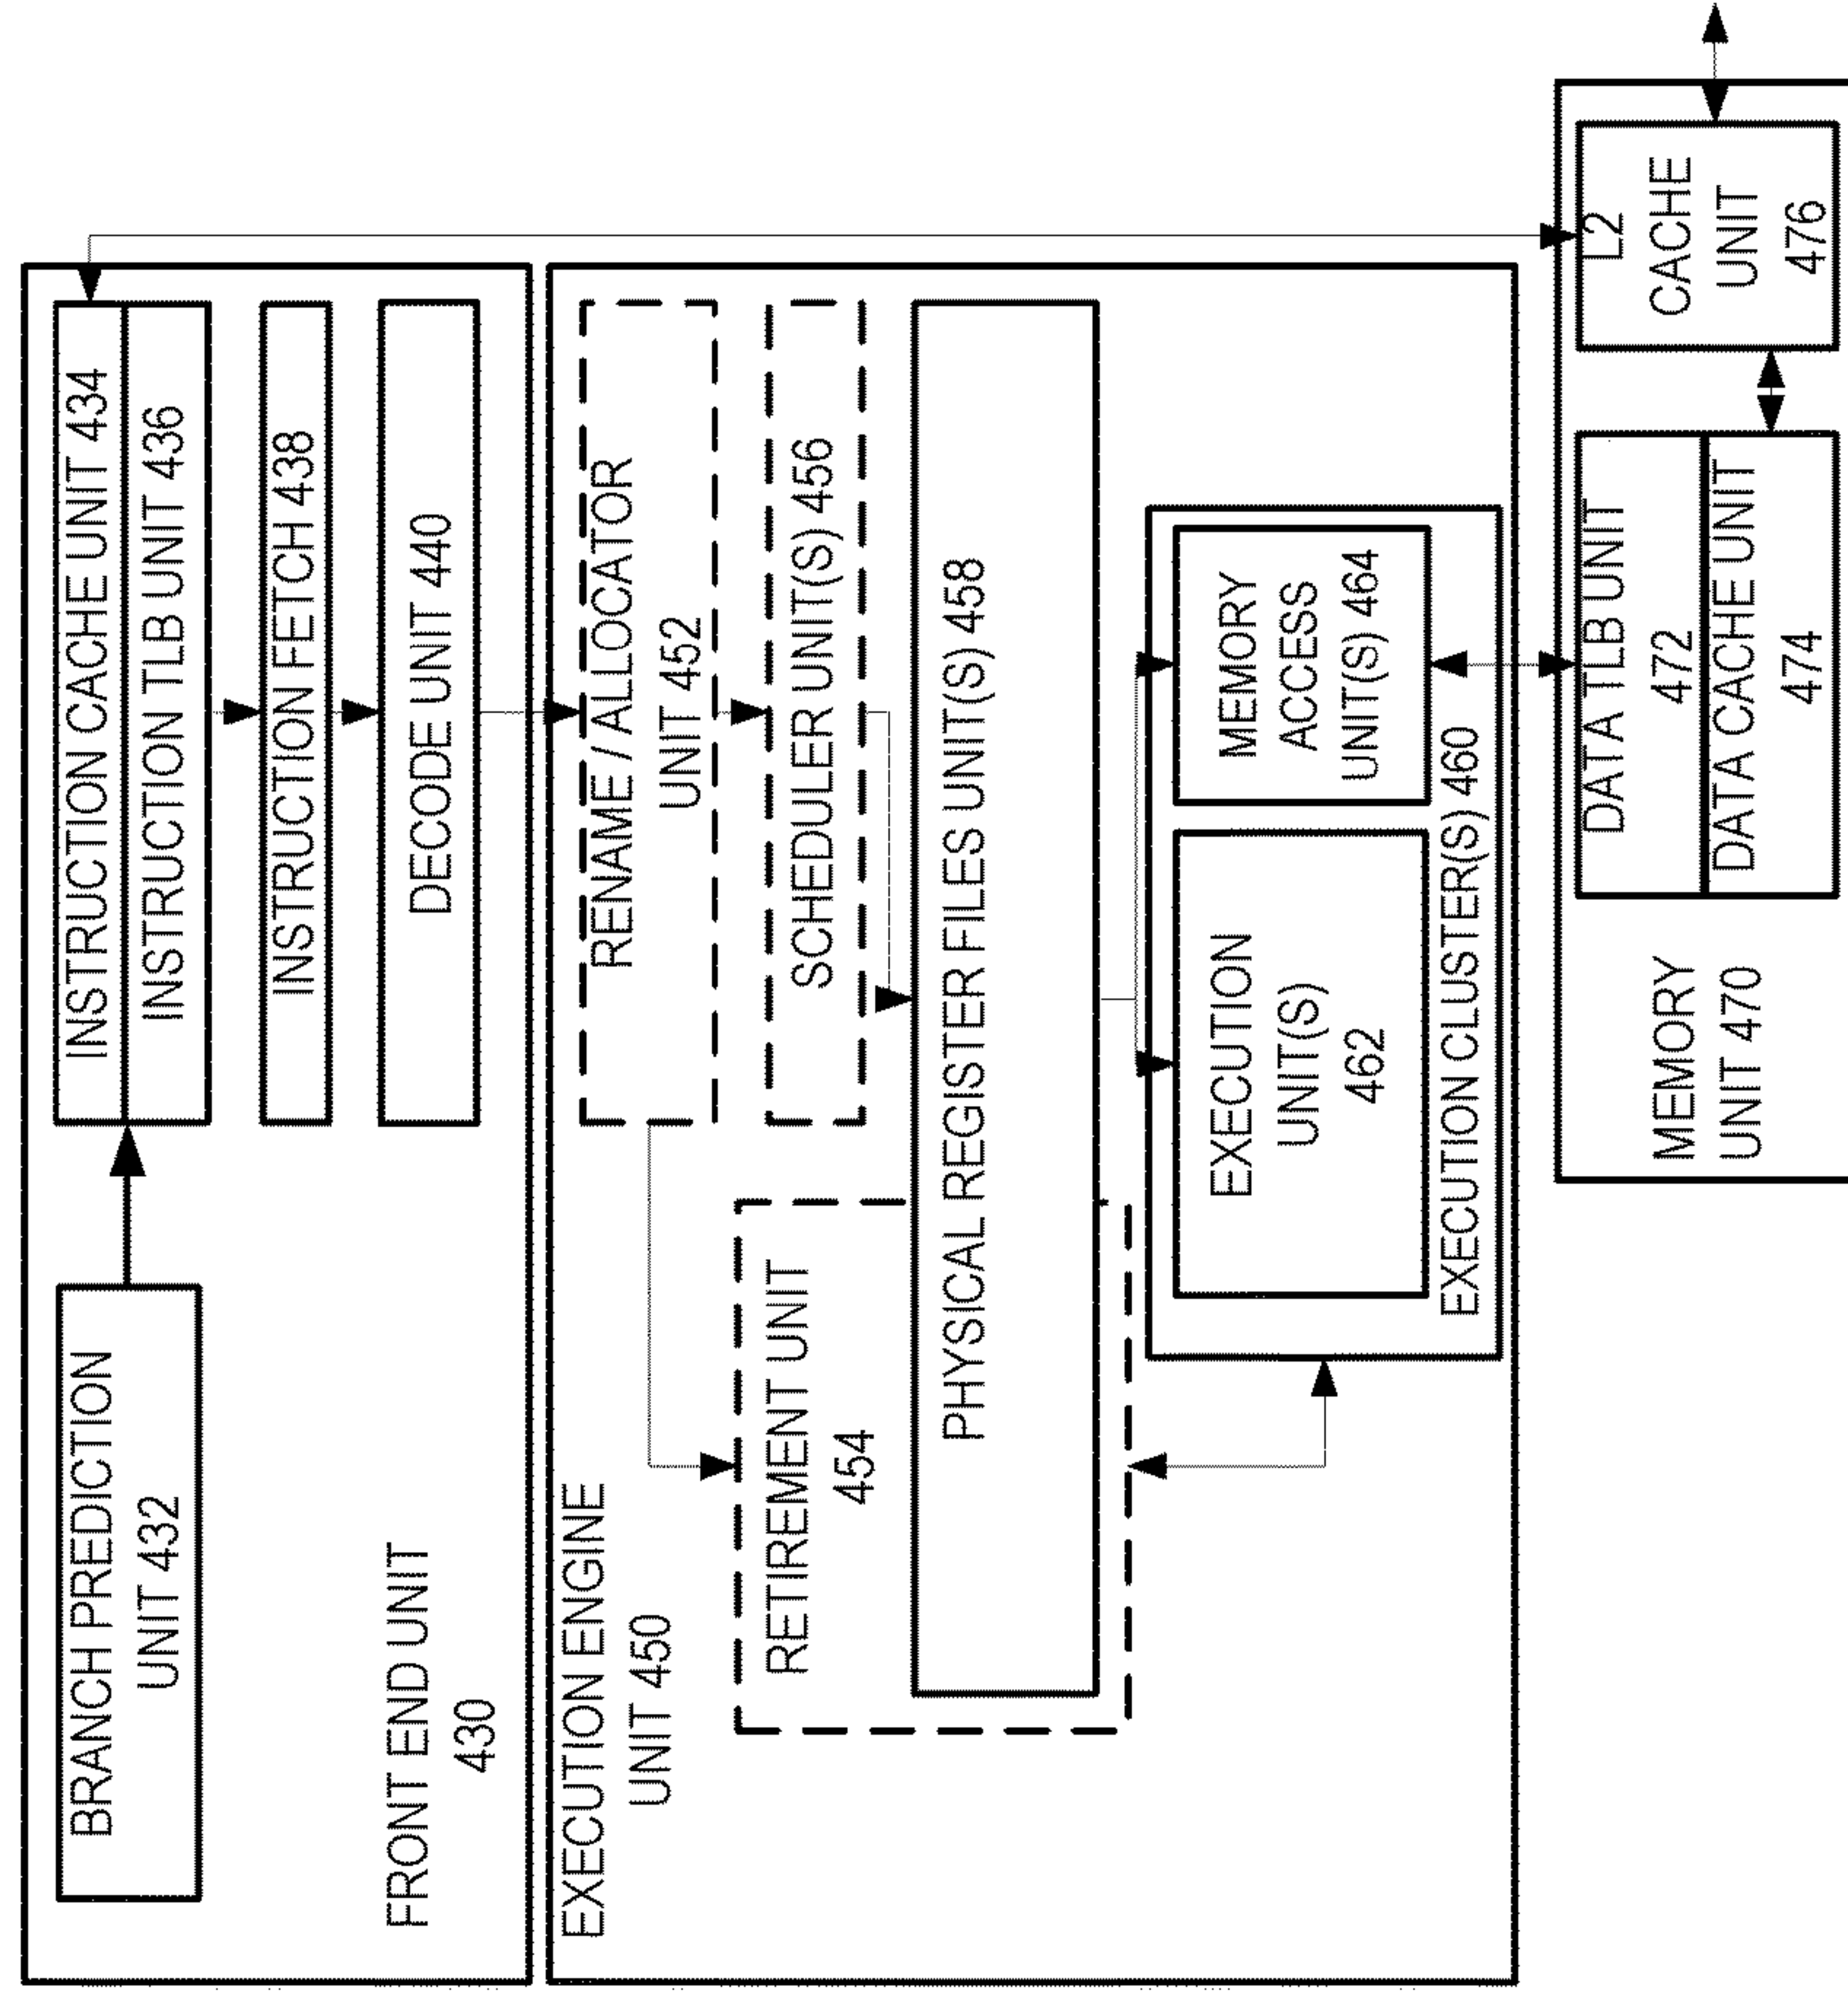 BRANCH PREDICTION
UNIT 432
INSTRUCTION CACHE UNIT 434
INSTRUCTION TLB UNIT 436
INSTRUCTION FETCH 438
DECODE UNIT 440
FRONT END UNIT
430
EXECUTION ENGINE
UNIT 450
RENAME / ALLOCATOR
UNIT 452
RETIREMENT UNIT
454
SCHEDULER UNIT(S) 456
PHYSICAL REGISTER FILES UNIT(S) 458
EXECUTION
UNIT(S)
462
MEMORY
ACCESS
UNIT(S) 464
EXECUTION CLUSTER(S) 460
MEMORY
UNIT 470
DATA TLB UNIT
472
DATA CACHE UNIT
474
L2
CACHE
UNIT
476